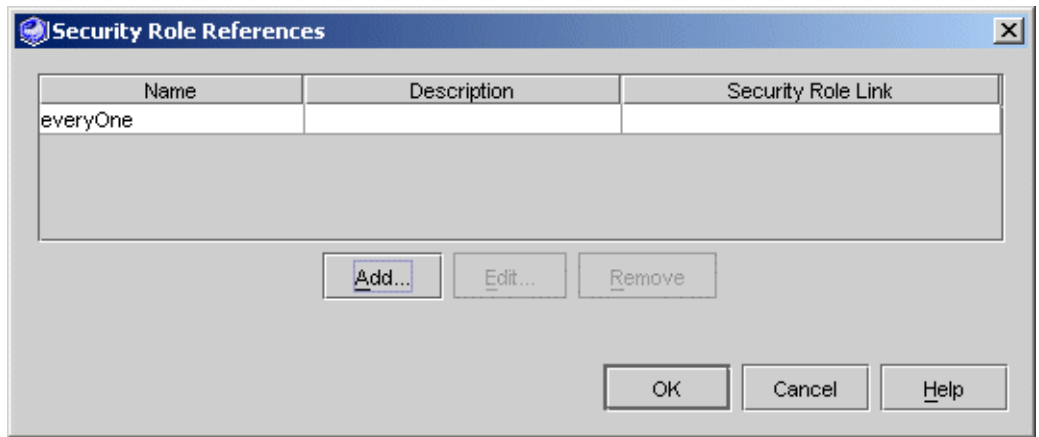 Security Role References
Name Description Security Role Link
everyOne
Add... Edit... Remove
OK Cancel Help